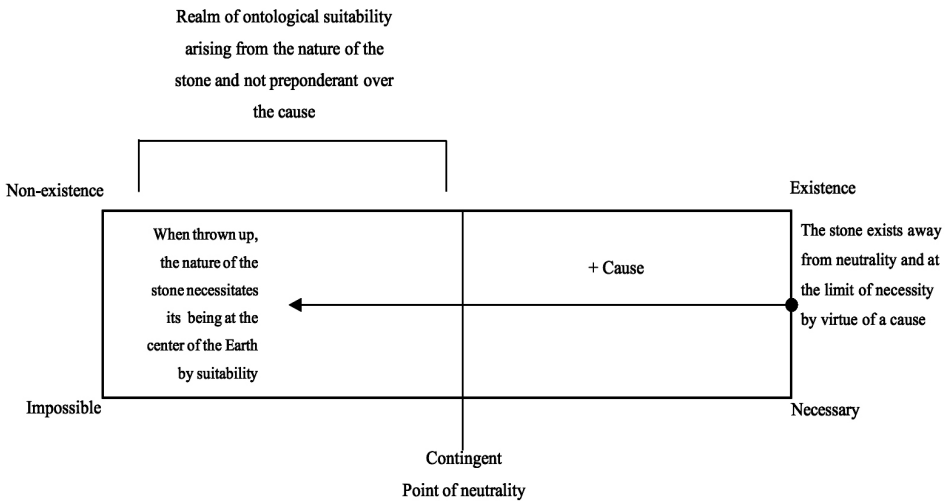 Realm of ontological suitability
arising from the nature of the
stone and not preponderant over
the cause
Non-existence
Existence
When thrown up,
the nature of the
stone necessitates
its being at the
center of the Earth
by suitability
+ Cause
The stone exists away
from neutrality and at
the limit of necessity
by virtue of a cause
Impossible
Necessary
Contingent
Point of neutrality